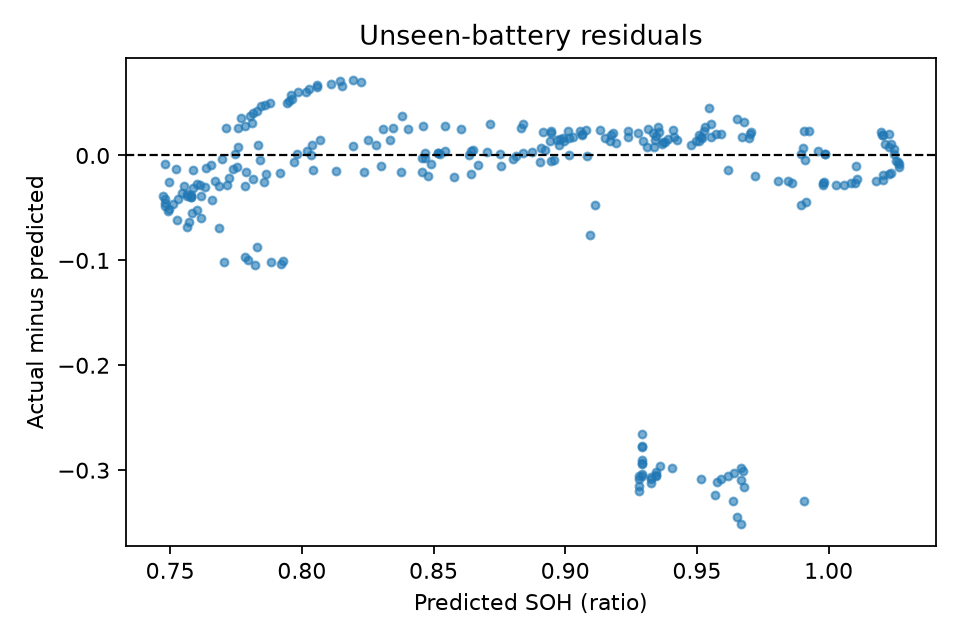 Unseen-battery residuals
Actual minus predicted
0.0
−0.1
−0.2
−0.3
0.75 0.80 0.85 0.90 0.95 1.00
Predicted SOH (ratio)